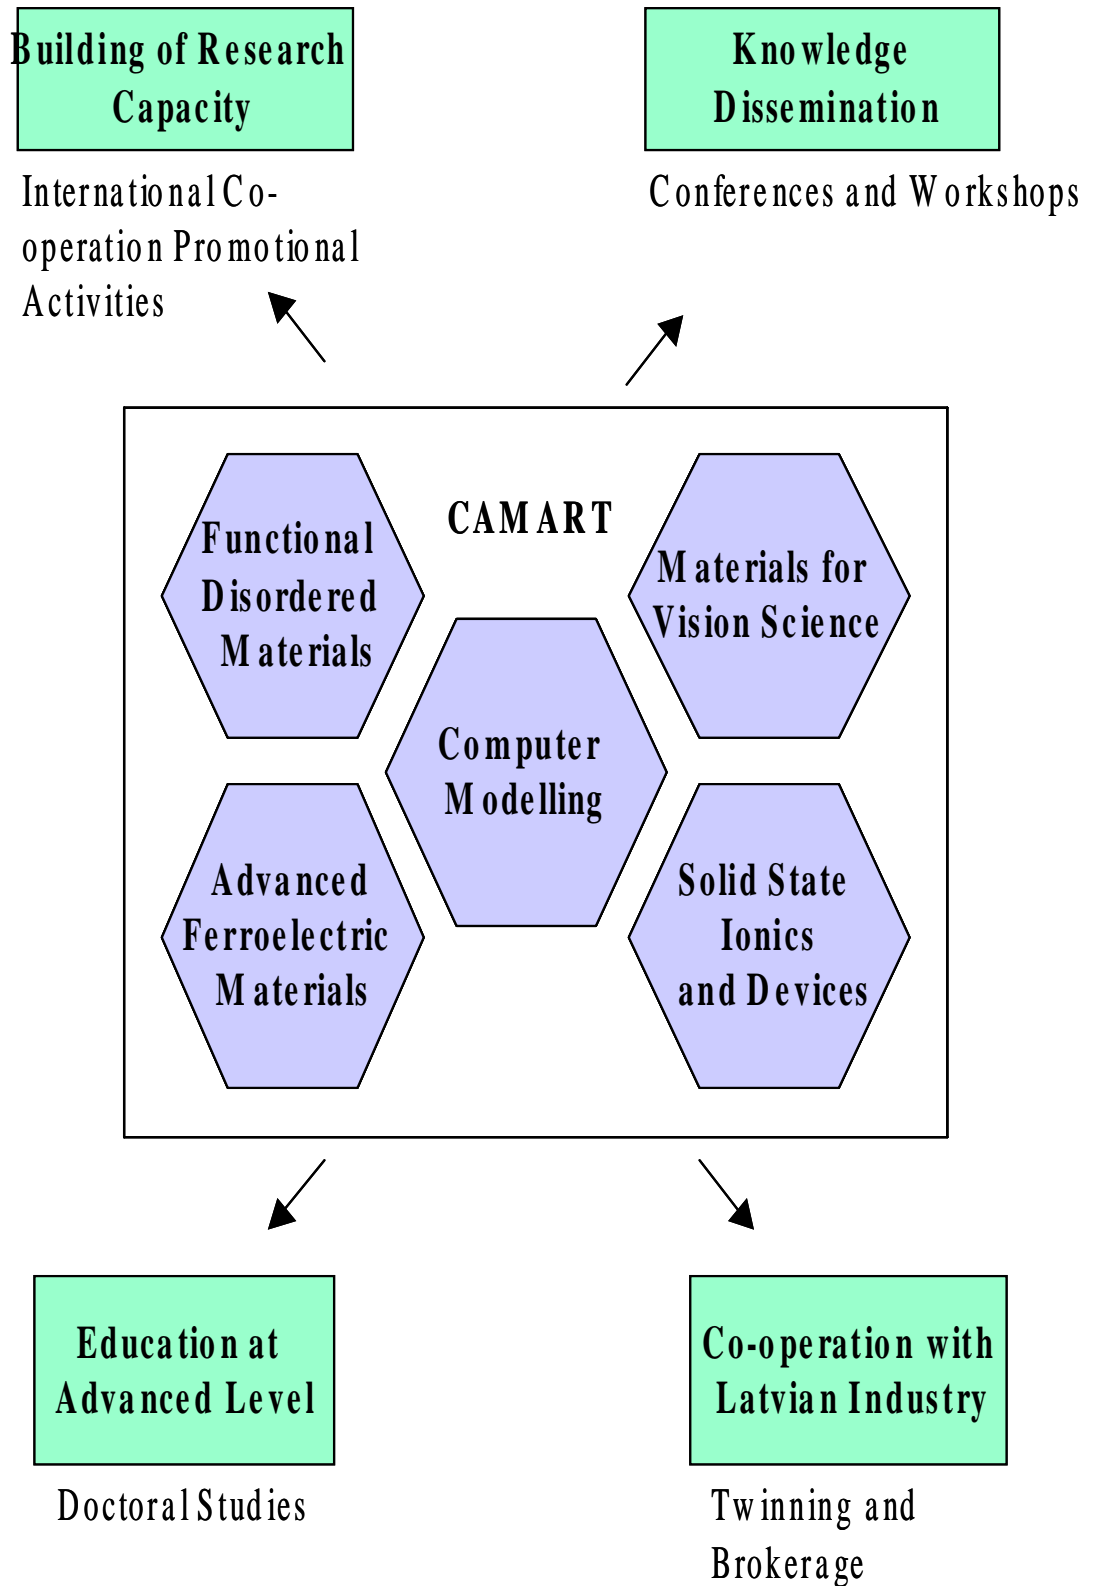 Building of Research
Capacity
International Co-
operation Promotional
Activities
Knowledge
Dissemination
Conferences and Workshops
CAMART
Functional
Disordered
Materials
Materials for
Vision Science
Computer
Modelling
Advanced
Ferroelectric
Materials
Solid State
Ionics
and Devices
Education at
Advanced Level
Doctoral Studies
Co-operation with
Latvian Industry
Twinning and
Brokerage